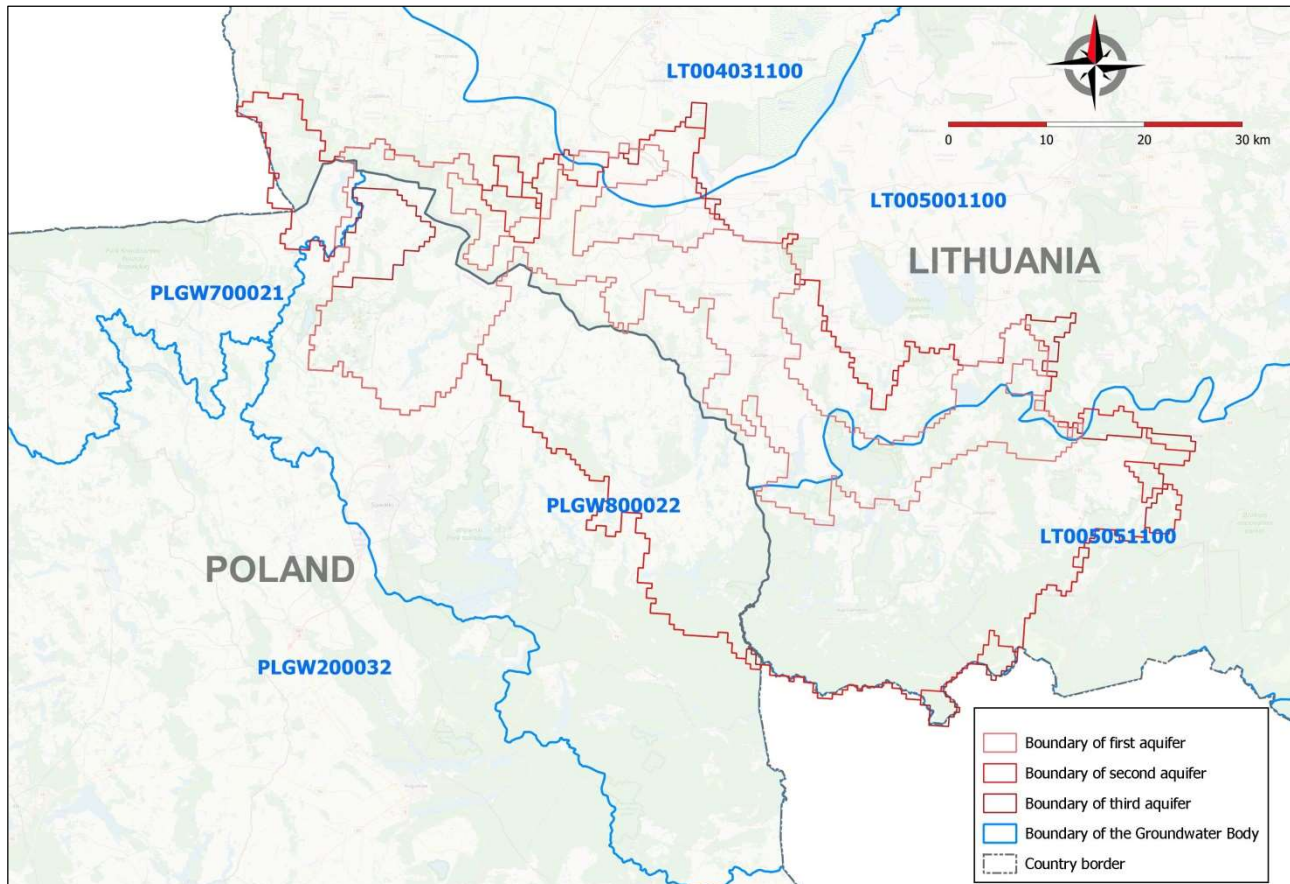 LT004031100
0 10 20 30 km
LT005001100
LITHUANIA
PLGW700021
PLGW800022
LT005051100
POLAND
PLGW200032
Boundary of first aquifer
Boundary of second aquifer
Boundary of third aquifer
Boundary of the Groundwater Body
Country border